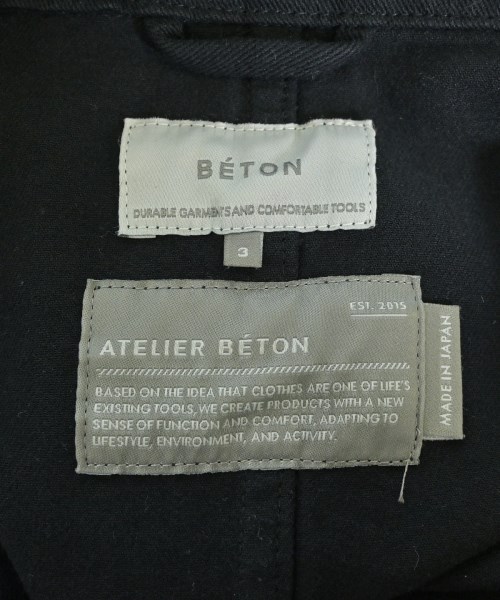 BÉTON
DURABLE GARMENTS AND COMFORTABLE TOOLS
3
EST. 2015
ATELIER BÉTON
BASED ON THE IDEA THAT CLOTHES ARE ONE OF LIFE'S
EXISTING TOOLS, WE CREATE PRODUCTS WITH A NEW
SENSE OF FUNCTION AND COMFORT, ADAPTING TO
LIFESTYLE, ENVIRONMENT, AND ACTIVITY.
MADE IN JAPAN